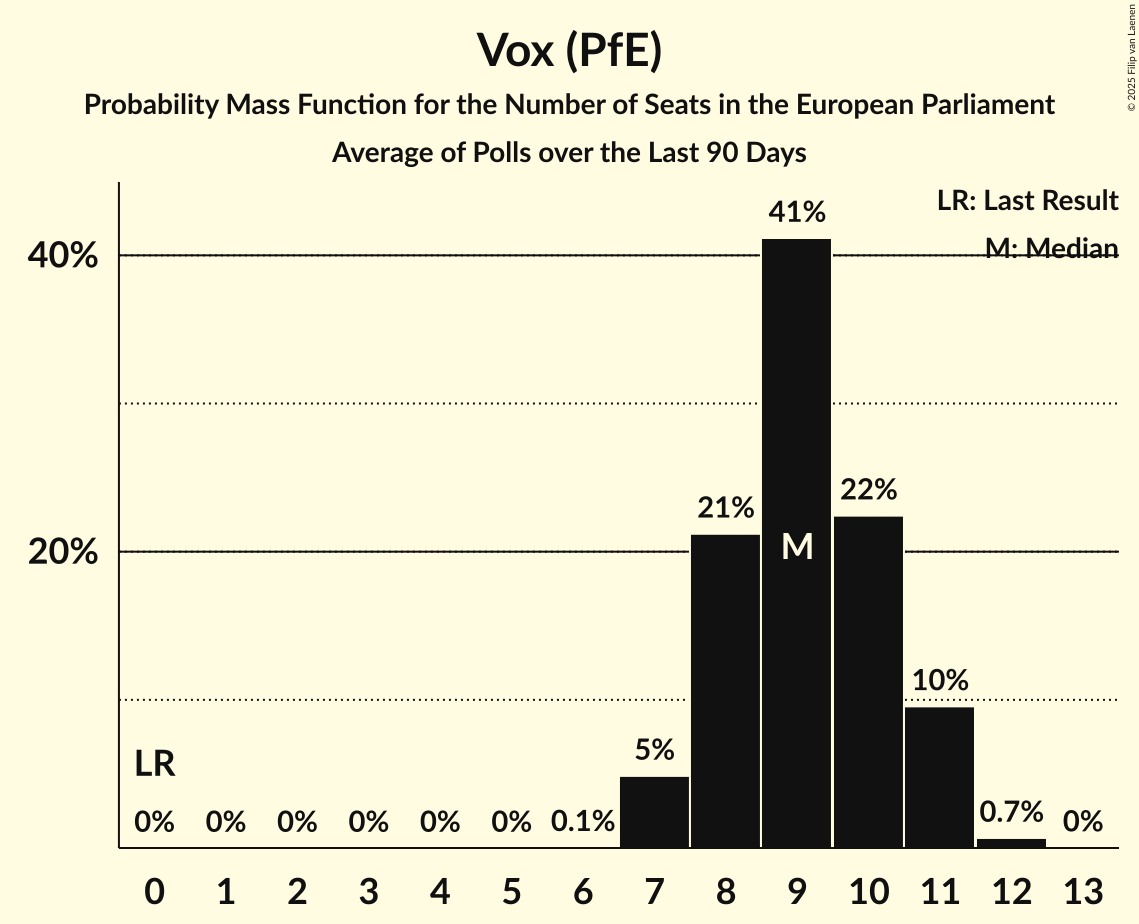 Vox (PfE)
Probability Mass Function for the Number of Seats in the European Parliament
Average of Polls over the Last 90 Days
© 2025 Filip van Laenen
LR: Last Result
M: Median
40%
20%
41%
21%
M
22%
10%
5%
LR
0% 0% 0% 0% 0% 0% 0.1% 0.7% 0%
0 1 2 3 4 5 6 7 8 9 10 11 12 13